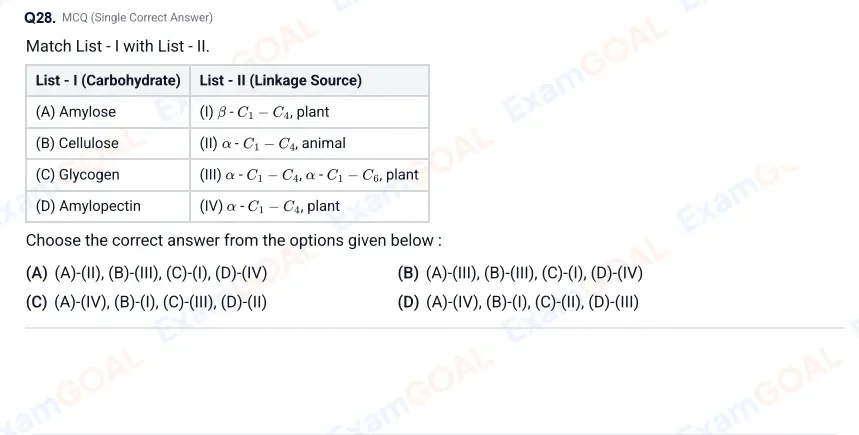 Q28. MCQ (Single Correct Answer)
Match List - I with List - II.
List - I (Carbohydrate) List - II (Linkage Source)
(A) Amylose (I) β - C₁ − C₄, plant
(B) Cellulose (II) α - C₁ − C₄, animal
(C) Glycogen (III) α - C₁ − C₄, α - C₁ − C₆, plant
(D) Amylopectin (IV) α - C₁ − C₄, plant
Choose the correct answer from the options given below :
(A) (A)-(II), (B)-(III), (C)-(I), (D)-(IV) (B) (A)-(III), (B)-(III), (C)-(I), (D)-(IV)
(C) (A)-(IV), (B)-(I), (C)-(III), (D)-(II) (D) (A)-(IV), (B)-(I), (C)-(II), (D)-(III)
ExamGOAL